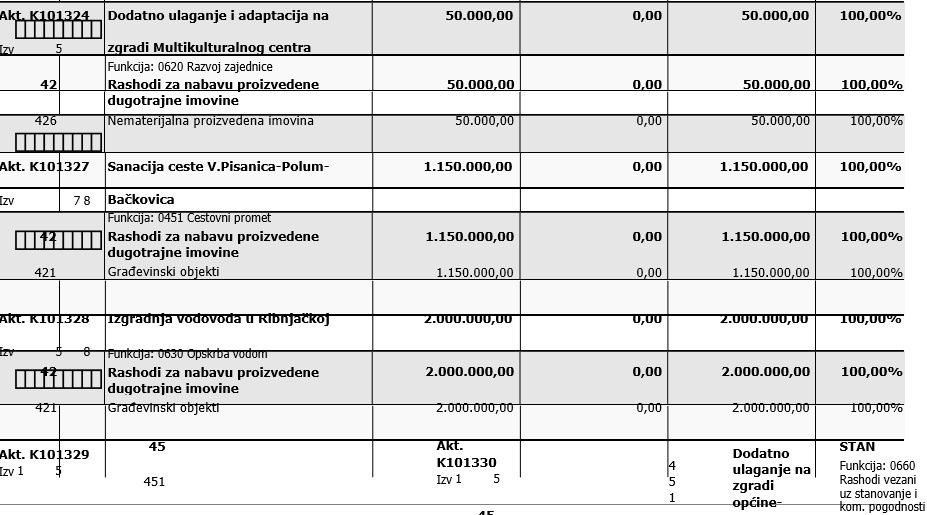 Akt. K101324 Dodatno ulaganje i adaptacija na 50.000,00 0,00 50.000,00 100,00%
Izv 5 zgradi Multikulturalnog centra
Funkcija: 0620 Razvoj zajednice
42 Rashodi za nabavu proizvedene 50.000,00 0,00 50.000,00 100,00%
dugotrajne imovine
426 Nematerijalna proizvedena imovina 50.000,00 0,00 50.000,00 100,00%
Akt. K101327 Sanacija ceste V.Pisanica-Polum- 1.150.000,00 0,00 1.150.000,00 100,00%
Izv 7 8 Bačkovica
Funkcija: 0451 Cestovni promet
42 Rashodi za nabavu proizvedene 1.150.000,00 0,00 1.150.000,00 100,00%
dugotrajne imovine
421 Građevinski objekti 1.150.000,00 0,00 1.150.000,00 100,00%
Akt. K101328 Izgradnja vodovoda u Ribnjačkoj 2.000.000,00 0,00 2.000.000,00 100,00%
Izv 5 8 Funkcija: 0630 Opskrba vodom
42 Rashodi za nabavu proizvedene 2.000.000,00 0,00 2.000.000,00 100,00%
dugotrajne imovine
421 Građevinski objekti 2.000.000,00 0,00 2.000.000,00 100,00%
Akt. K101329
Izv 1 5
45
451
Akt.
K101330
Izv 1 5
4
5
1
Dodatno
ulaganje na
zgradi
općine-
STAN
Funkcija: 0660
Rashodi vezani
uz stanovanje i
kom. pogodnosti
45